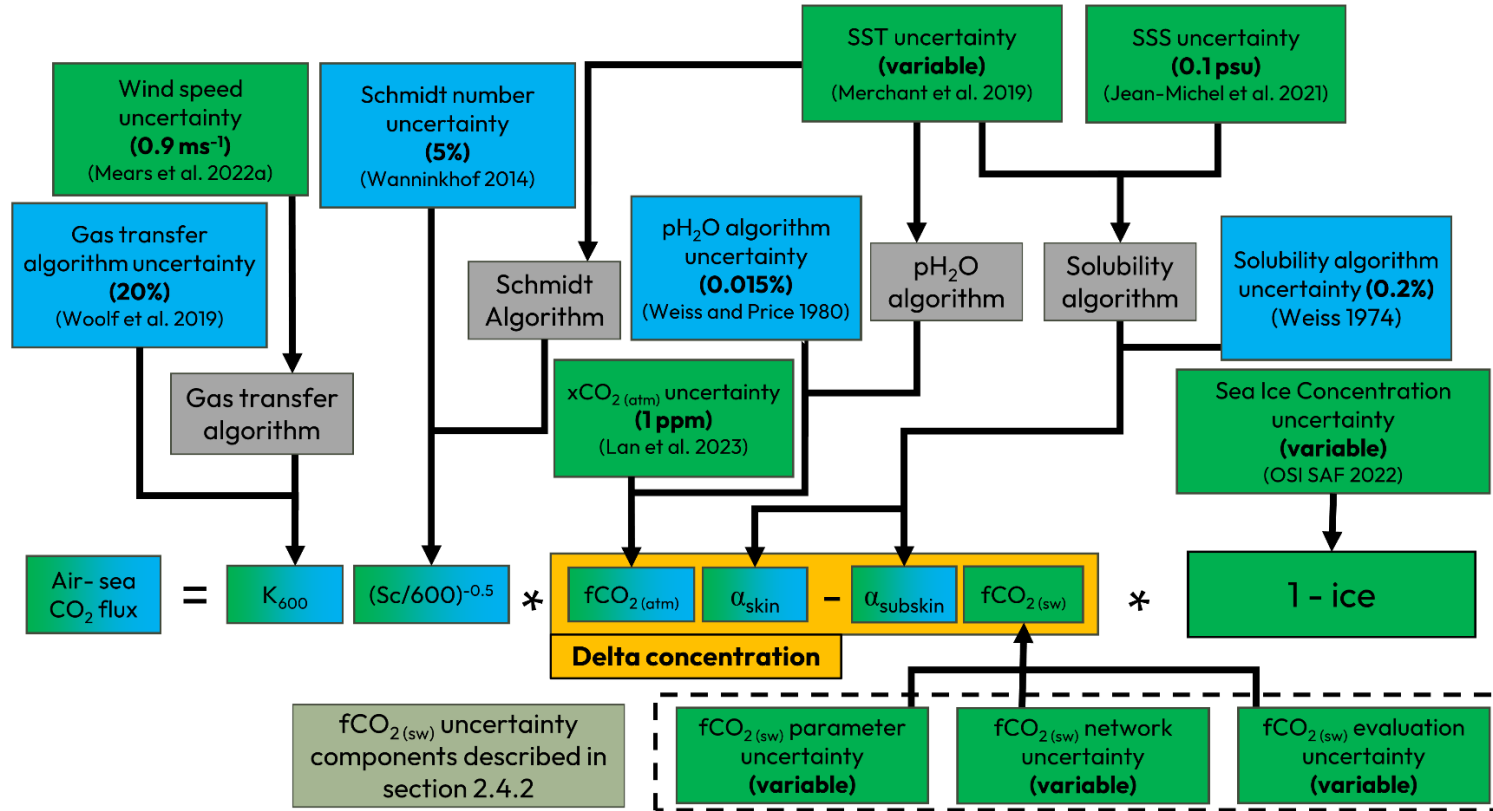 SST uncertainty
(variable)
(Merchant et al. 2019)
SSS uncertainty
(0.1 psu)
(Jean-Michel et al. 2021)
Wind speed
uncertainty
(0.9 ms⁻¹)
(Mears et al. 2022a)
Schmidt number
uncertainty
(5%)
(Wanninkhof 2014)
Gas transfer
algorithm uncertainty
(20%)
(Woolf et al. 2019)
Schmidt
Algorithm
pH₂O algorithm
uncertainty
(0.015%)
(Weiss and Price 1980)
pH₂O
algorithm
Solubility
algorithm
Solubility algorithm
uncertainty (0.2%)
(Weiss 1974)
Gas transfer
algorithm
xCO₂ (atm) uncertainty
(1 ppm)
(Lan et al. 2023)
Sea Ice Concentration
uncertainty
(variable)
(OSI SAF 2022)
Air- sea
CO₂ flux
=
K₆₀₀
(Sc/600)⁻⁰·⁵
*
fCO₂ (atm)
α skin
–
α subskin
fCO₂ (sw)
*
1 - ice
Delta concentration
fCO₂ (sw) uncertainty
components described in
section 2.4.2
fCO₂ (sw) parameter
uncertainty
(variable)
fCO₂ (sw) network
uncertainty
(variable)
fCO₂ (sw) evaluation
uncertainty
(variable)